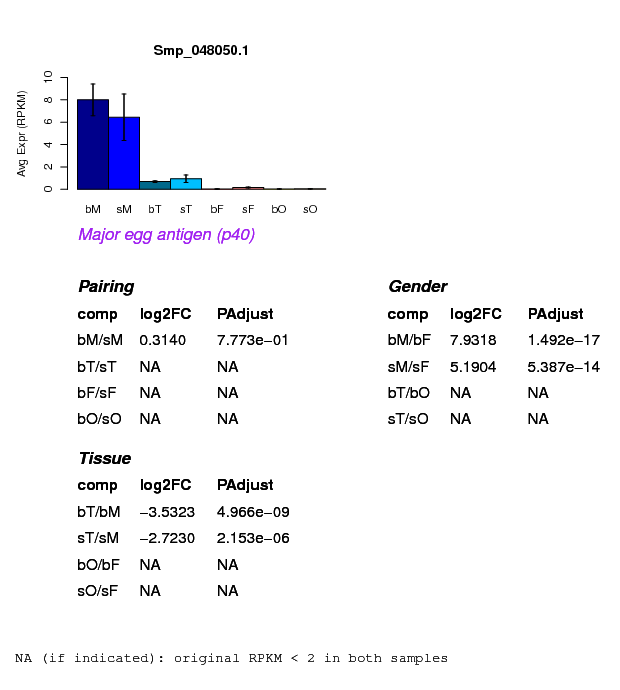 Smp_048050.1
Avg Expr (RPKM)
10
8
6
4
2
0
bM sM bT sT bF sF bO sO
Major egg antigen (p40)
Pairing
comp log2FC PAdjust
bM/sM 0.3140 7.773e−01
bT/sT NA NA
bF/sF NA NA
bO/sO NA NA
Gender
comp log2FC PAdjust
bM/bF 7.9318 1.492e−17
sM/sF 5.1904 5.387e−14
bT/bO NA NA
sT/sO NA NA
Tissue
comp log2FC PAdjust
bT/bM −3.5323 4.966e−09
sT/sM −2.7230 2.153e−06
bO/bF NA NA
sO/sF NA NA
NA (if indicated): original RPKM < 2 in both samples